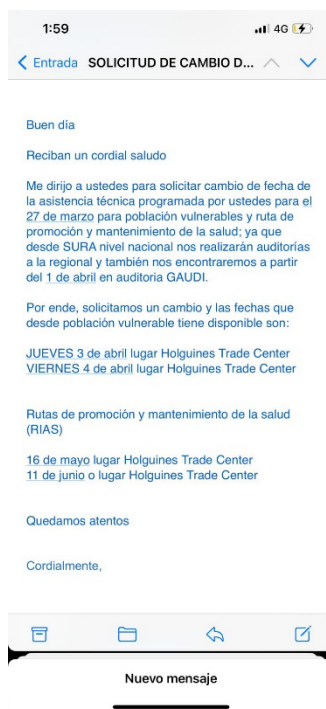 1:59
4G
Entrada SOLICITUD DE CAMBIO D...
Buen día
Reciban un cordial saludo
Me dirijo a ustedes para solicitar cambio de fecha de
la asistencia técnica programada por ustedes para el
27 de marzo para población vulnerables y ruta de
promoción y mantenimiento de la salud; ya que
desde SURA nivel nacional nos realizarán auditorías
a la regional y también nos encontraremos a partir
del 1 de abril en auditoria GAUDI.
Por ende, solicitamos un cambio y las fechas que
desde población vulnerable tiene disponible son:
JUEVES 3 de abril lugar Holguines Trade Center
VIERNES 4 de abril lugar Holguines Trade Center
Rutas de promoción y mantenimiento de la salud
(RIAS)
16 de mayo lugar Holguines Trade Center
11 de junio o lugar Holguines Trade Center
Quedamos atentos
Cordialmente,
Nuevo mensaje